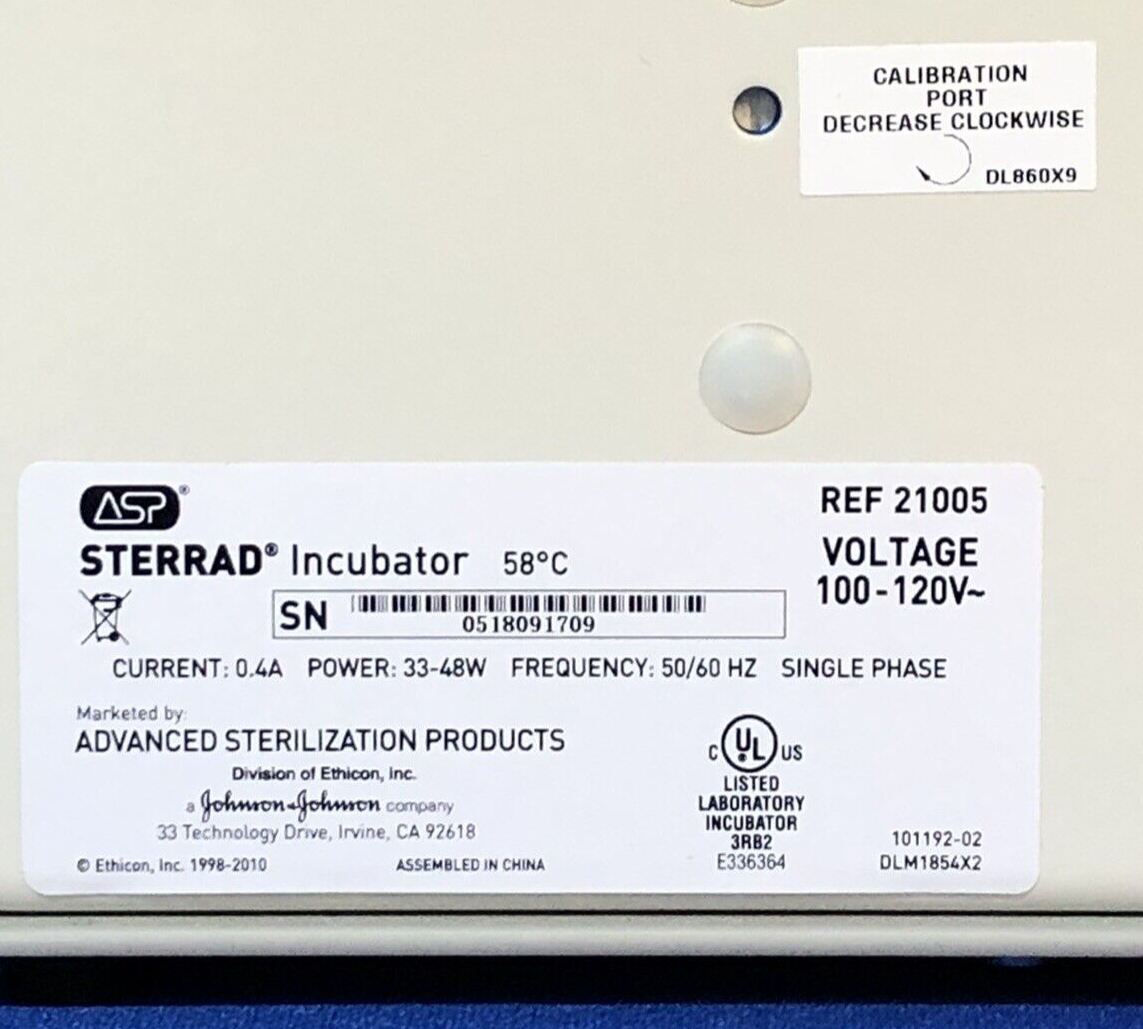 CALIBRATION
PORT
DECREASE CLOCKWISE
DL860X9
ASP®
REF 21005
STERRAD® Incubator 58°C
VOLTAGE
100-120V~
SN
0518091709
CURRENT: 0.4A POWER: 33-48W FREQUENCY: 50/60 HZ SINGLE PHASE
Marketed by:
ADVANCED STERILIZATION PRODUCTS
Division of Ethicon, Inc.
a Johnson & Johnson company
33 Technology Drive, Irvine, CA 92618
© Ethicon, Inc. 1998-2010
ASSEMBLED IN CHINA
C UL US
LISTED
LABORATORY
INCUBATOR
3RB2
E336364
101192-02
DLM1854X2